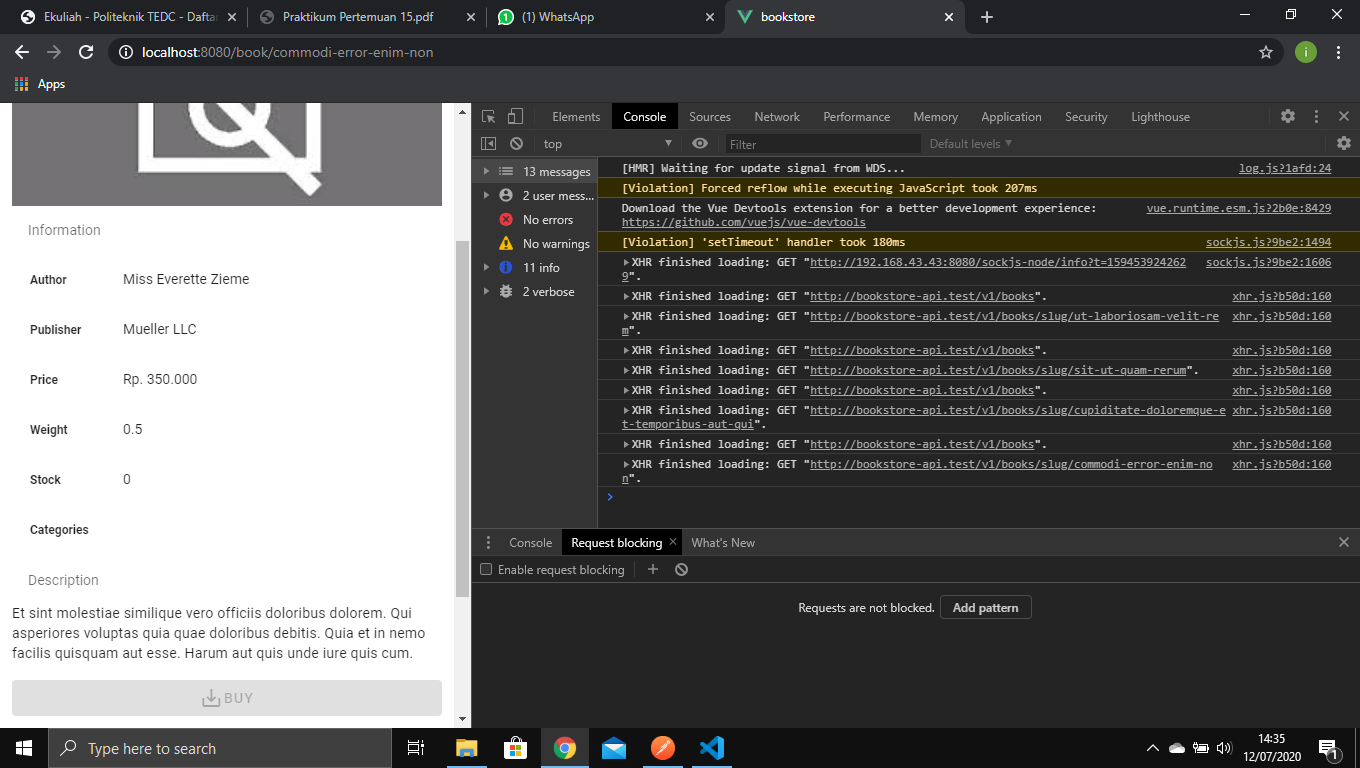 Ekuliah - Politeknik TEDC - Dafta
Praktikum Pertemuan 15.pdf
(1) WhatsApp
bookstore
localhost:8080/book/commodi-error-enim-non
i
Apps
Information
Author Miss Everette Zieme
Publisher Mueller LLC
Price Rp. 350.000
Weight 0.5
Stock 0
Categories
Description
Et sint molestiae similique vero officiis doloribus dolorem. Qui
asperiores voluptas quia quae doloribus debitis. Quia et in nemo
facilis quisquam aut esse. Harum aut quis unde iure quis cum.
BUY
Elements Console Sources Network Performance Memory Application Security Lighthouse
top Filter Default levels
13 messages
2 user mess...
No errors
No warnings
11 info
2 verbose
[HMR] Waiting for update signal from WDS... log.js?1afd:24
[Violation] Forced reflow while executing JavaScript took 207ms
Download the Vue Devtools extension for a better development experience: vue.runtime.esm.js?2b0e:8429
https://github.com/vuejs/vue-devtools
[Violation] 'setTimeout' handler took 180ms sockjs.js?9be2:1494
XHR finished loading: GET "http://192.168.43.43:8080/sockjs-node/info?t=159453924262 sockjs.js?9be2:1606
9".
XHR finished loading: GET "http://bookstore-api.test/v1/books". xhr.js?b50d:160
XHR finished loading: GET "http://bookstore-api.test/v1/books/slug/ut-laboriosam-velit-re xhr.js?b50d:160
m".
XHR finished loading: GET "http://bookstore-api.test/v1/books". xhr.js?b50d:160
XHR finished loading: GET "http://bookstore-api.test/v1/books/slug/sit-ut-quam-rerum". xhr.js?b50d:160
XHR finished loading: GET "http://bookstore-api.test/v1/books". xhr.js?b50d:160
XHR finished loading: GET "http://bookstore-api.test/v1/books/slug/cupiditate-doloremque-e xhr.js?b50d:160
t-temporibus-aut-qui".
XHR finished loading: GET "http://bookstore-api.test/v1/books". xhr.js?b50d:160
XHR finished loading: GET "http://bookstore-api.test/v1/books/slug/commodi-error-enim-no xhr.js?b50d:160
n".
Console Request blocking What's New
Enable request blocking
Requests are not blocked. Add pattern
Type here to search
14:35
12/07/2020
1